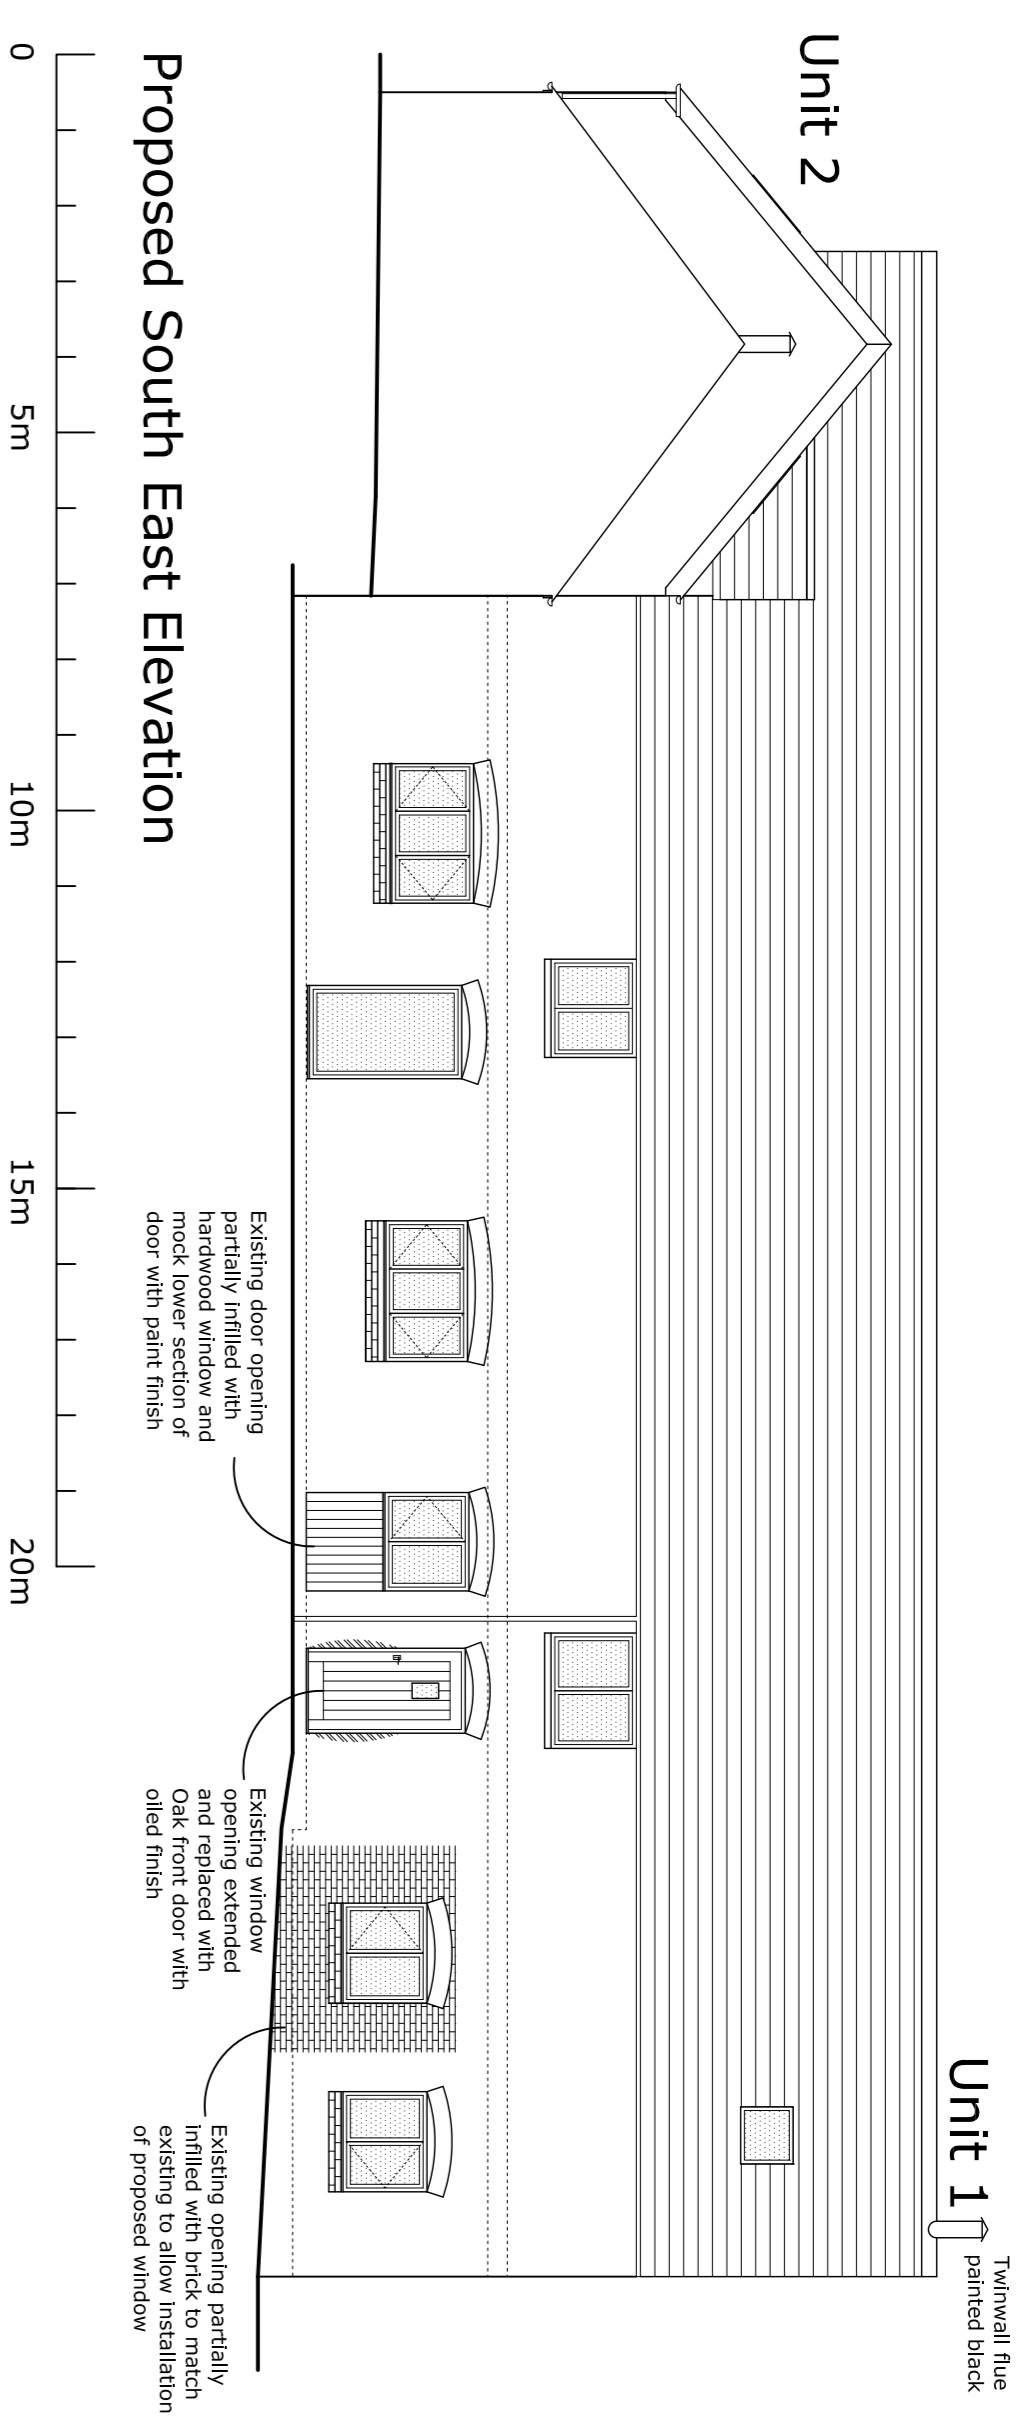 Unit 2
Unit 1
Twinwall flue
painted black
Existing door opening
partially infilled with
hardwood window and
mock lower section of
door with paint finish
Existing window
opening extended
and replaced with
Oak front door with
oiled finish
Existing opening partially
infilled with brick to match
existing to allow installation
of proposed window
Proposed South East Elevation
0
5m
10m
15m
20m